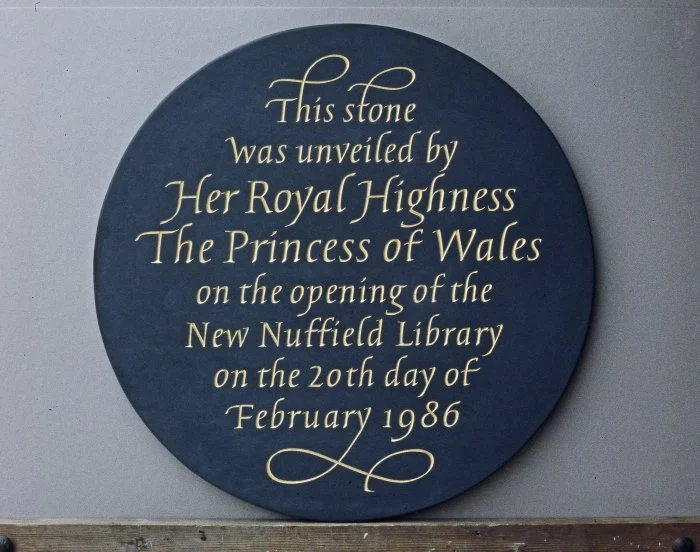 This stone
was unveiled by
Her Royal Highness
The Princess of Wales
on the opening of the
New Nuffield Library
on the 20th day of
February 1986